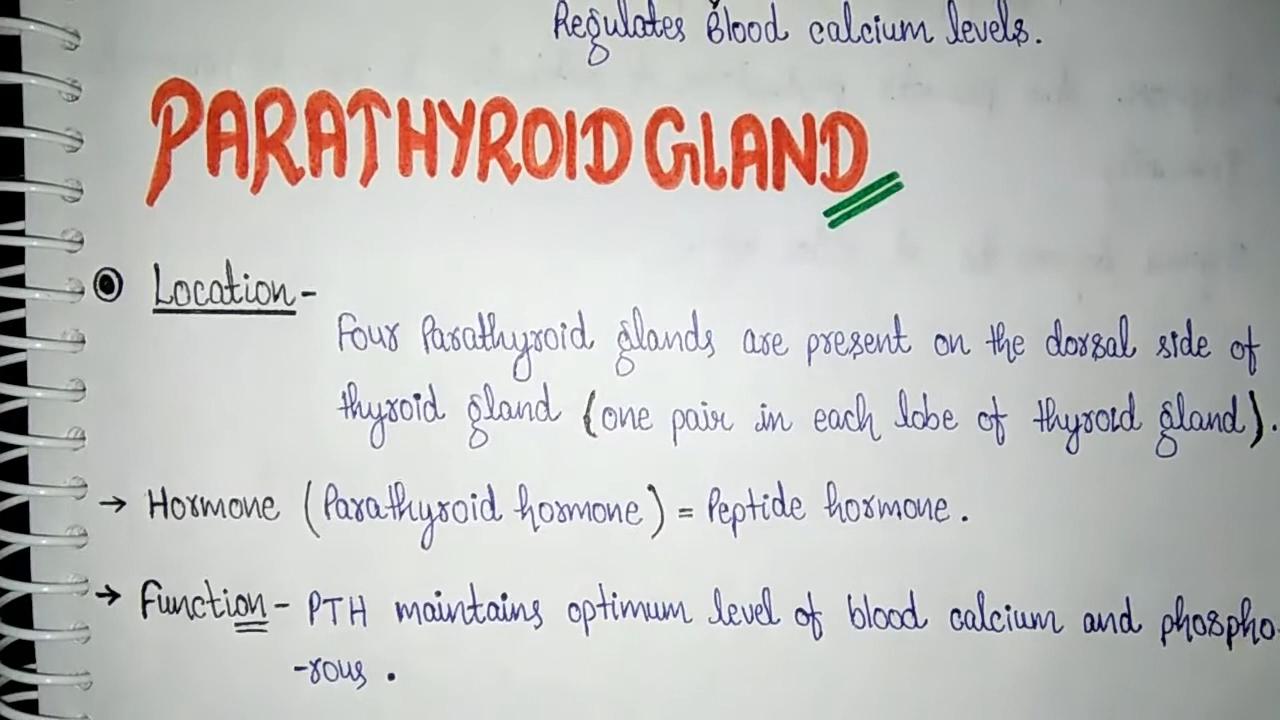 Regulates Blood calcium levels.
PARATHYROID GLAND
Location -
Four Parathyroid glands are present on the dorsal side of
thyroid gland (one pair in each lobe of thyroid gland).
→ Hormone (Parathyroid hormone) = Peptide hormone.
→ Function - PTH maintains optimum level of blood calcium and phospho-
-rous.